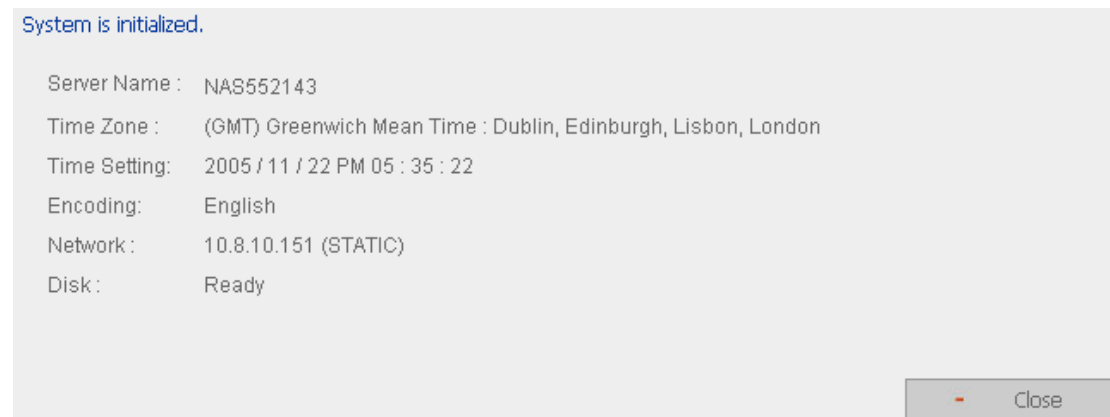 System is initialized.
Server Name : NAS552143
Time Zone : (GMT) Greenwich Mean Time : Dublin, Edinburgh, Lisbon, London
Time Setting: 2005 / 11 / 22 PM 05 : 35 : 22
Encoding: English
Network : 10.8.10.151 (STATIC)
Disk : Ready
- Close